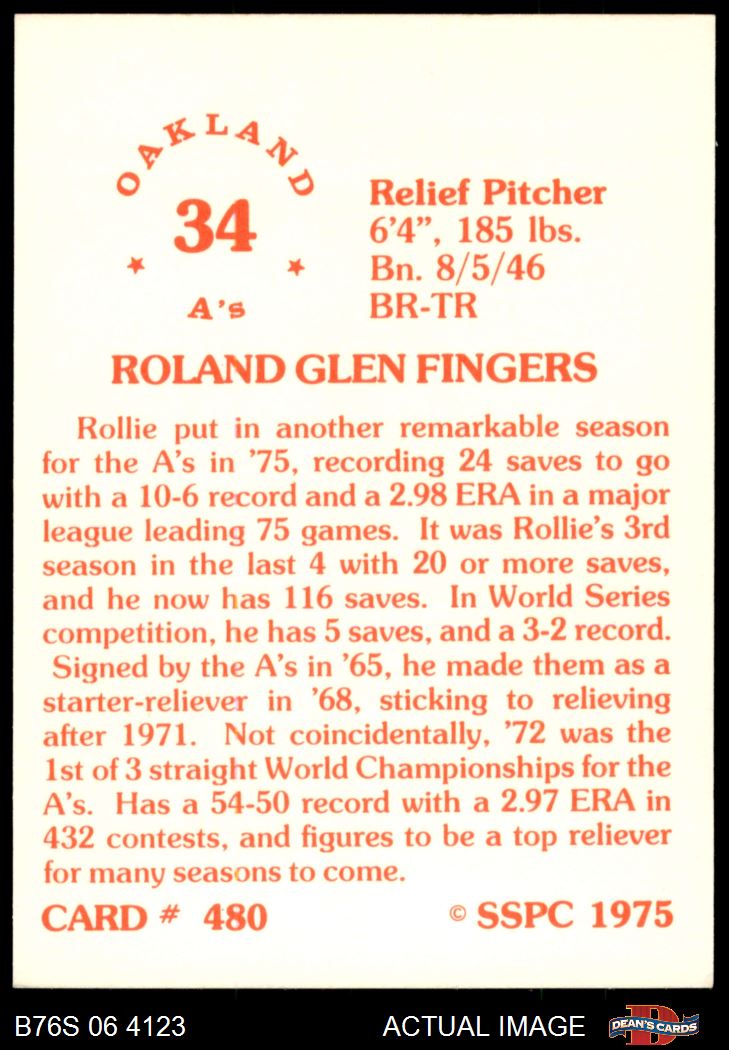 OAKLAND
34
A's
Relief Pitcher
6'4”, 185 lbs.
Bn. 8/5/46
BR-TR
ROLAND GLEN FINGERS
Rollie put in another remarkable season
for the A's in '75, recording 24 saves to go
with a 10-6 record and a 2.98 ERA in a major
league leading 75 games. It was Rollie's 3rd
season in the last 4 with 20 or more saves,
and he now has 116 saves. In World Series
competition, he has 5 saves, and a 3-2 record.
Signed by the A's in '65, he made them as a
starter-reliever in '68, sticking to relieving
after 1971. Not coincidentally, '72 was the
1st of 3 straight World Championships for the
A's. Has a 54-50 record with a 2.97 ERA in
432 contests, and figures to be a top reliever
for many seasons to come.
CARD # 480 © SSPC 1975
B76S 06 4123 ACTUAL IMAGE D DEAN'S CARDS